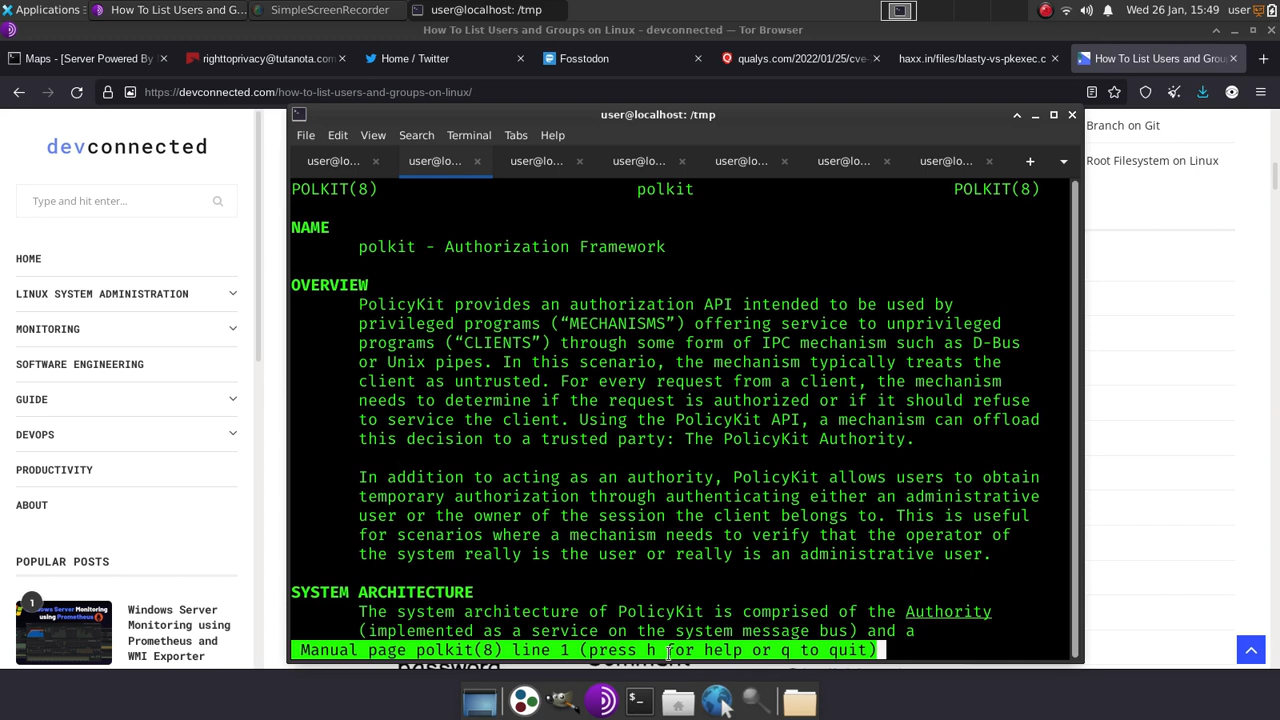 Applications
How To List Users and G...
SimpleScreenRecorder
user@localhost: /tmp
Wed 26 Jan, 15:49
user
How To List Users and Groups on Linux – devconnected — Tor Browser
Maps - [Server Powered By
righttoprivacy@tutanota.com
Home / Twitter
Fosstodon
qualys.com/2022/01/25/cve-
haxx.in/files/blasty-vs-pkexec.c
How To List Users and Grou
https://devconnected.com/how-to-list-users-and-groups-on-linux/
devconnected
Type and hit enter...
HOME
LINUX SYSTEM ADMINISTRATION
MONITORING
SOFTWARE ENGINEERING
GUIDE
DEVOPS
PRODUCTIVITY
ABOUT
POPULAR POSTS
1
Windows Server
Monitoring
using Prometheus
Windows Server
Monitoring using
Prometheus and
WMI Exporter
Branch on Git
Root Filesystem on Linux
user@localhost: /tmp
File Edit View Search Terminal Tabs Help
user@lo... user@lo... user@lo... user@lo... user@lo... user@lo... user@lo...
POLKIT(8) polkit POLKIT(8)
NAME
polkit - Authorization Framework
OVERVIEW
PolicyKit provides an authorization API intended to be used by
privileged programs (“MECHANISMS”) offering service to unprivileged
programs (“CLIENTS”) through some form of IPC mechanism such as D-Bus
or Unix pipes. In this scenario, the mechanism typically treats the
client as untrusted. For every request from a client, the mechanism
needs to determine if the request is authorized or if it should refuse
to service the client. Using the PolicyKit API, a mechanism can offload
this decision to a trusted party: The PolicyKit Authority.
In addition to acting as an authority, PolicyKit allows users to obtain
temporary authorization through authenticating either an administrative
user or the owner of the session the client belongs to. This is useful
for scenarios where a mechanism needs to verify that the operator of
the system really is the user or really is an administrative user.
SYSTEM ARCHITECTURE
The system architecture of PolicyKit is comprised of the Authority
(implemented as a service on the system message bus) and a
Manual page polkit(8) line 1 (press h for help or q to quit)